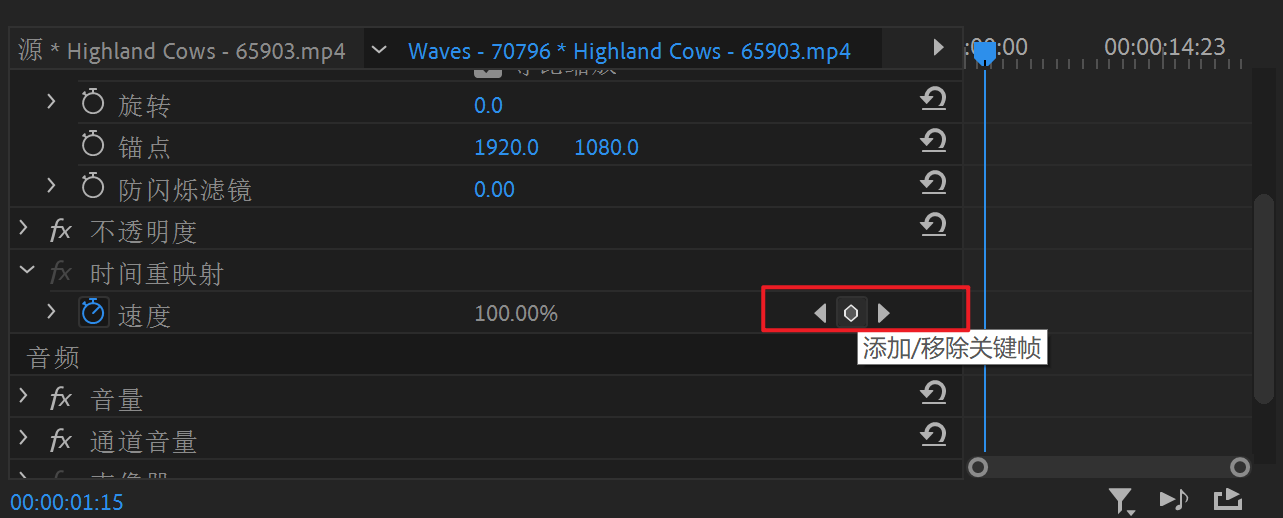 源 * Highland Cows - 65903.mp4
Waves - 70796 * Highland Cows - 65903.mp4
:00:00
00:00:14:23
旋转 0.0
锚点 1920.0 1080.0
防闪烁滤镜 0.00
fx 不透明度
fx 时间重映射
速度 100.00%
添加/移除关键帧
音频
fx 音量
fx 通道音量
00:00:01:15